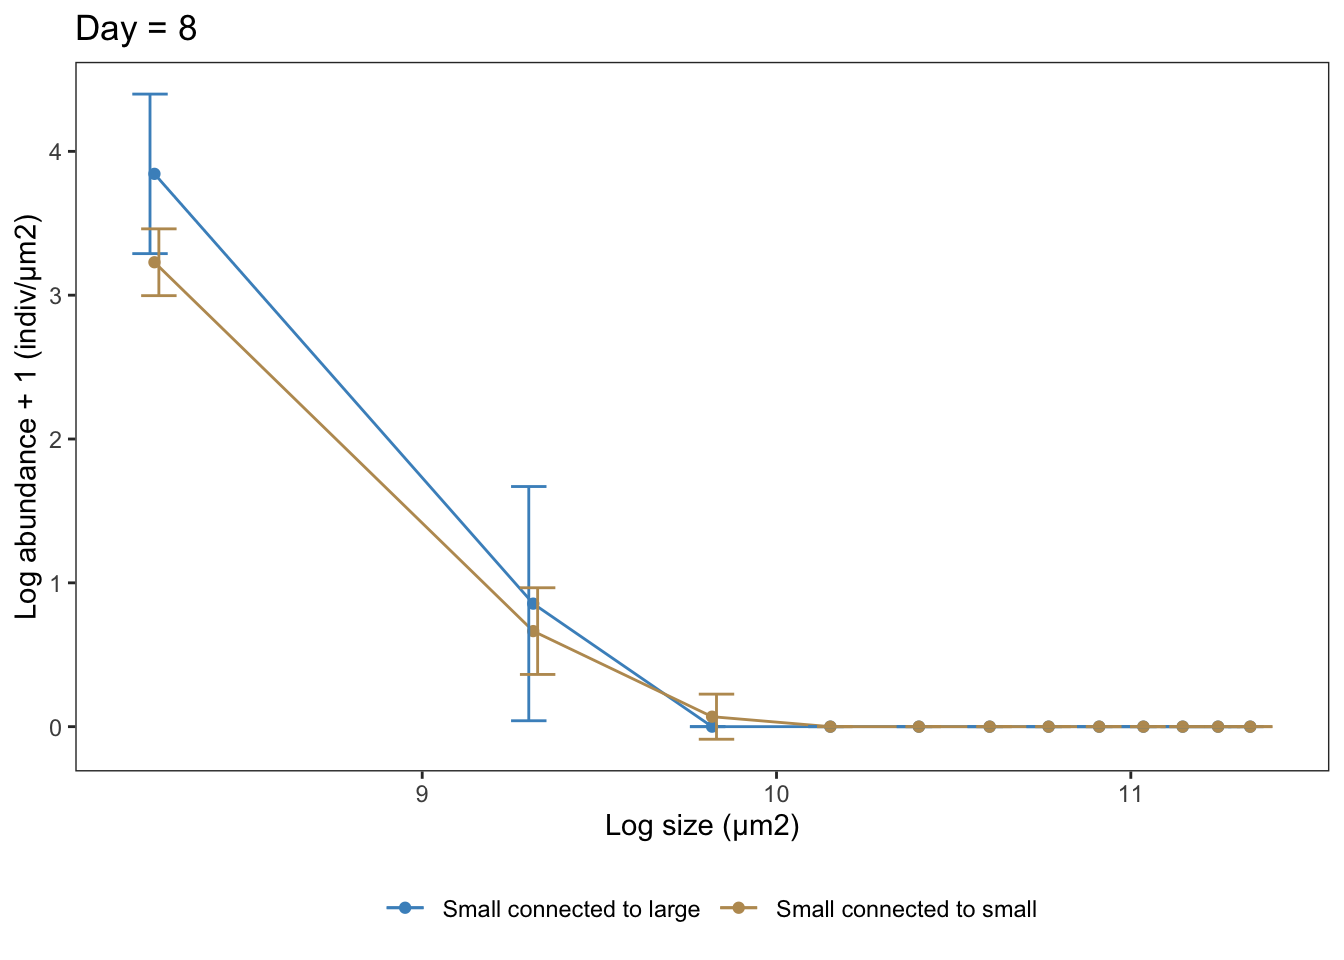 Day = 8
Log abundance + 1 (indiv/µm2)
4
3
2
1
0
9 10 11
Log size (µm2)
Small connected to large Small connected to small